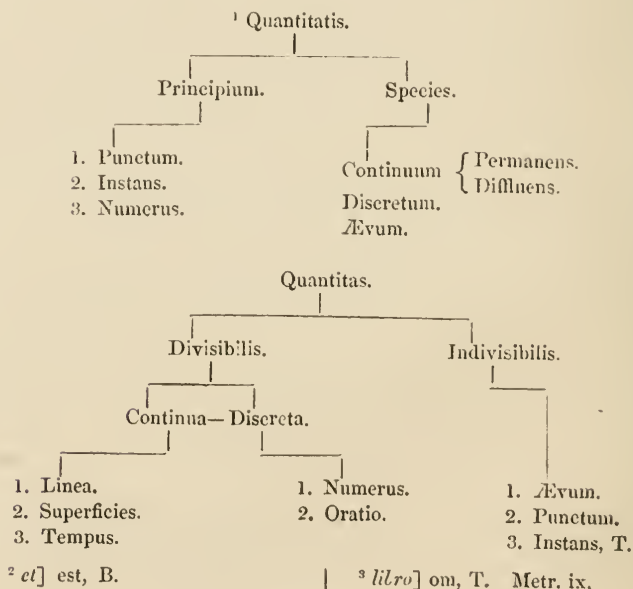 ¹ Quantitatis.
Principium. Species.
1. Punctum.
2. Instans.
3. Numerus.
Continuum { Permanens.
Difflnens.
Discretum.
Ævum.
Quantitas.
Divisibilis. Indivisibilis.
Continua— Discreta.
1. Linea.
2. Superficies.
3. Tempus.
1. Numerus.
2. Oratio.
1. Ævum.
2. Punctum.
3. Instans, T.
² et] est, B. | ³ lilro] om, T. Metr. ix.